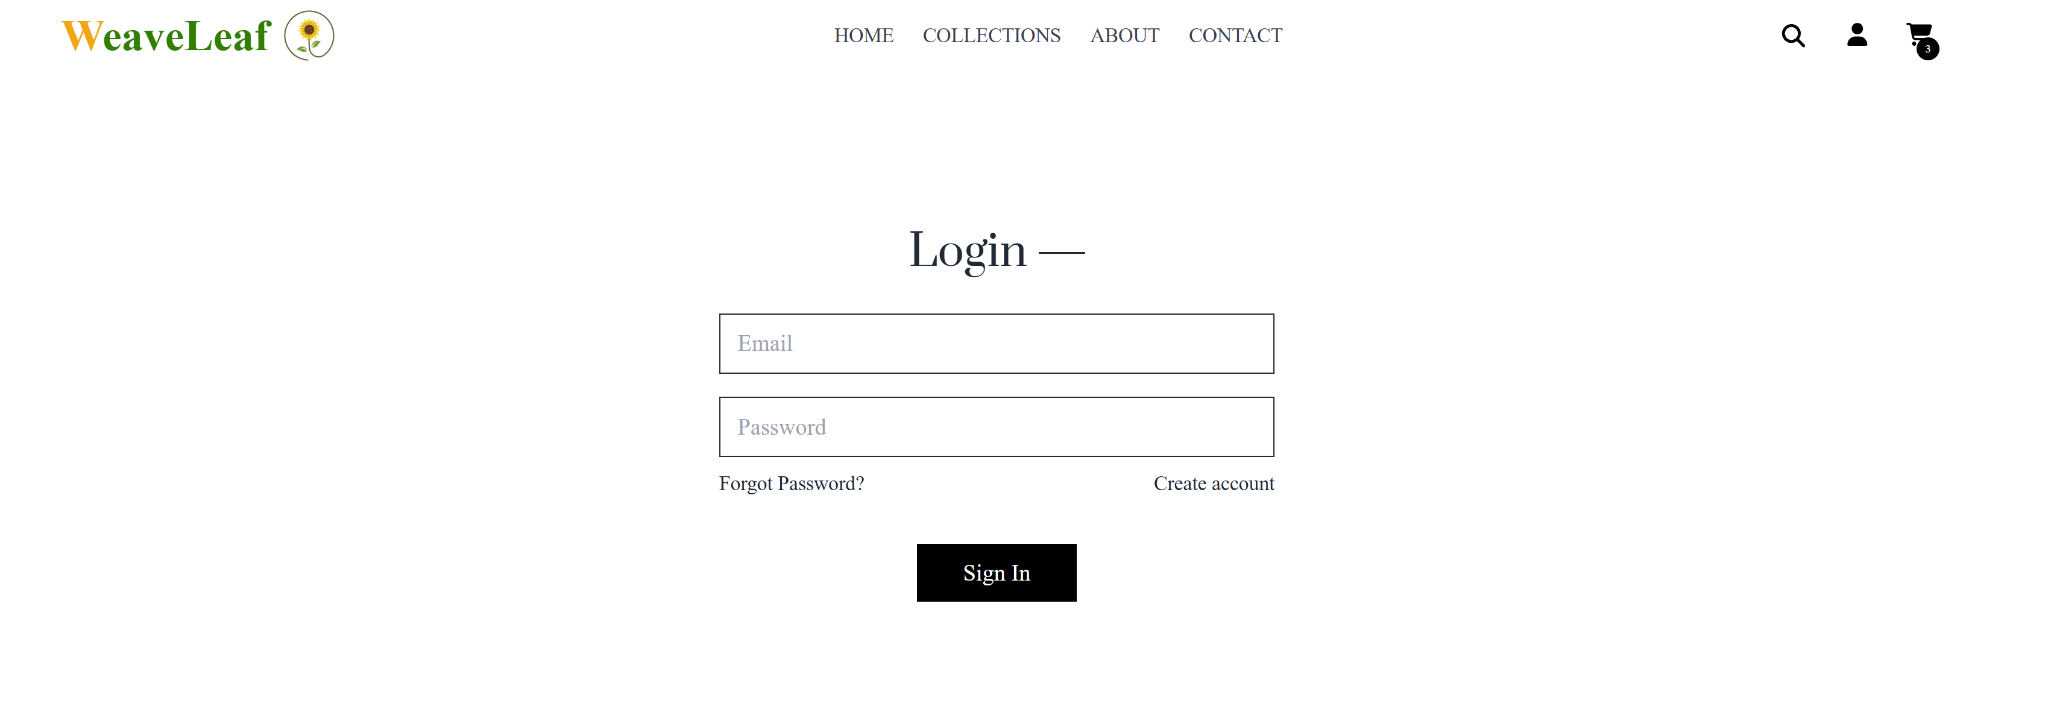 WeaveLeaf HOME COLLECTIONS ABOUT CONTACT 3
Login —
Email
Password
Forgot Password? Create account
Sign In